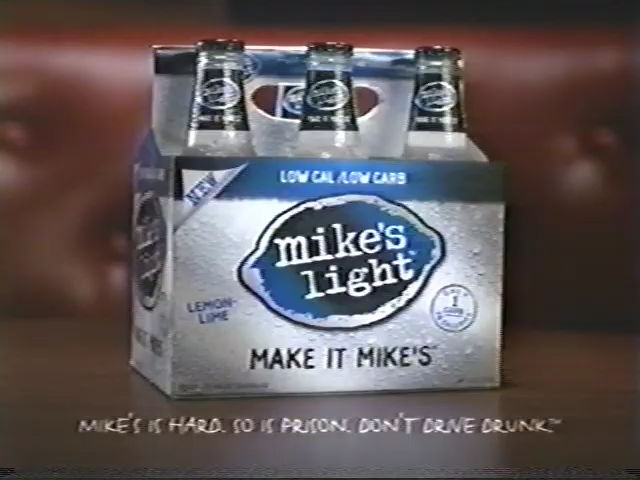 NEW
LOW CAL/LOW CARB
mike's
light
LEMON-
LIME
MAKE IT MIKE'S
MIKE'S IS HARD. SO IS PRISON. DON'T DRIVE DRUNK.™